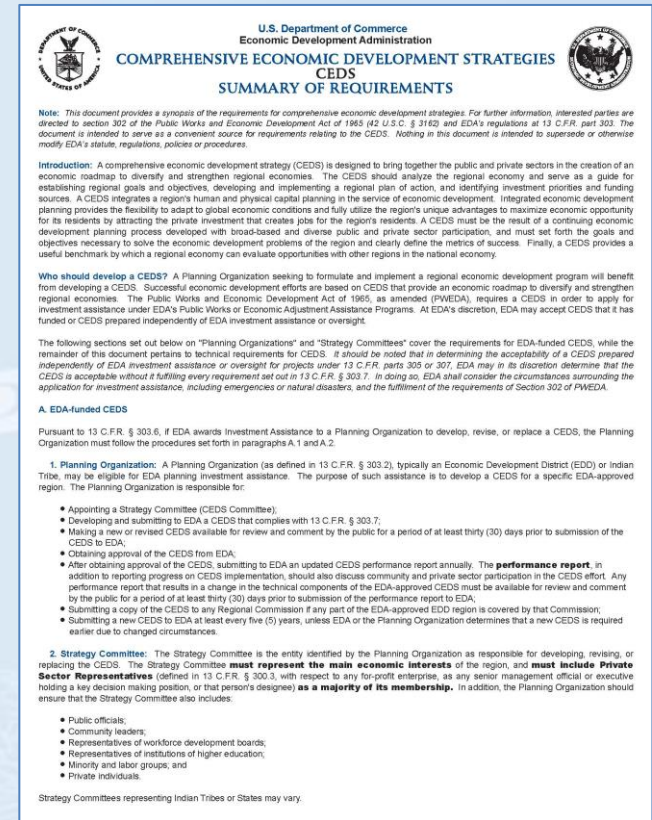 U.S. Department of Commerce
Economic Development Administration
COMPREHENSIVE ECONOMIC DEVELOPMENT STRATEGIES
CEDS
SUMMARY OF REQUIREMENTS
Note: This document provides a synopsis of the requirements for comprehensive economic development strategies. For further information, interested parties are
directed to section 302 of the Public Works and Economic Development Act of 1965 (42 U.S.C. § 3162) and EDA's regulations at 13 C.F.R. part 303. The
document is intended to serve as a convenient source for requirements relating to the CEDS. Nothing in this document is intended to supersede or otherwise
modify EDA's statute, regulations, policies or procedures.
Introduction: A comprehensive economic development strategy (CEDS) is designed to bring together the public and private sectors in the creation of an
economic roadmap to diversify and strengthen regional economies. The CEDS should analyze the regional economy and serve as a guide for
establishing regional goals and objectives, developing and implementing a regional plan of action, and identifying investment priorities and funding
sources. A CEDS integrates a region's human and physical capital planning in the service of economic development. Integrated economic development
planning provides the flexibility to adapt to global economic conditions and fully utilize the region's unique advantages to maximize economic opportunity
for its residents by attracting the private investment that creates jobs for the region's residents. A CEDS must be the result of a continuing economic
development planning process developed with broad-based and diverse public and private sector participation, and must set forth the goals and
objectives necessary to solve the economic development problems of the region and clearly define the metrics of success. Finally, a CEDS provides a
useful benchmark by which a regional economy can evaluate opportunities with other regions in the national economy.
Who should develop a CEDS? A Planning Organization seeking to formulate and implement a regional economic development program will benefit
from developing a CEDS. Successful economic development efforts are based on CEDS that provide an economic roadmap to diversify and strengthen
regional economies. The Public Works and Economic Development Act of 1965, as amended (PWEDA), requires a CEDS in order to apply for
investment assistance under EDA's Public Works or Economic Adjustment Assistance Programs. At EDA's discretion, EDA may accept CEDS that it has
funded or CEDS prepared independently of EDA investment assistance or oversight.
The following sections set out below on "Planning Organizations" and "Strategy Committees" cover the requirements for EDA-funded CEDS, while the
remainder of this document pertains to technical requirements for CEDS. It should be noted that in determining the acceptability of a CEDS prepared
independently of EDA investment assistance or oversight for projects under 13 C.F.R. parts 305 or 307, EDA may in its discretion determine that the
CEDS is acceptable without it fulfilling every requirement set out in 13 C.F.R. § 303.7. In doing so, EDA shall consider the circumstances surrounding the
application for investment assistance, including emergencies or natural disasters, and the fulfillment of the requirements of Section 302 of PWEDA.
A. EDA-funded CEDS
Pursuant to 13 C.F.R. § 303.6, if EDA awards Investment Assistance to a Planning Organization to develop, revise, or replace a CEDS, the Planning
Organization must follow the procedures set forth in paragraphs A.1 and A.2.
1. Planning Organization: A Planning Organization (as defined in 13 C.F.R. § 303.2), typically an Economic Development District (EDD) or Indian
Tribe, may be eligible for EDA planning investment assistance. The purpose of such assistance is to develop a CEDS for a specific EDA-approved
region. The Planning Organization is responsible for:
• Appointing a Strategy Committee (CEDS Committee);
• Developing and submitting to EDA a CEDS that complies with 13 C.F.R. § 303.7;
• Making a new or revised CEDS available for review and comment by the public for a period of at least thirty (30) days prior to submission of the
CEDS to EDA;
• Obtaining approval of the CEDS from EDA;
• After obtaining approval of the CEDS, submitting to EDA an updated CEDS performance report annually. The performance report, in
addition to reporting progress on CEDS implementation, should also discuss community and private sector participation in the CEDS effort. Any
performance report that results in a change in the technical components of the EDA-approved CEDS must be available for review and comment
by the public for a period of at least thirty (30) days prior to submission of the performance report to EDA;
• Submitting a copy of the CEDS to any Regional Commission if any part of the EDA-approved EDD region is covered by that Commission;
• Submitting a new CEDS to EDA at least every five (5) years, unless EDA or the Planning Organization determines that a new CEDS is required
earlier due to changed circumstances.
2. Strategy Committee: The Strategy Committee is the entity identified by the Planning Organization as responsible for developing, revising, or
replacing the CEDS. The Strategy Committee must represent the main economic interests of the region, and must include Private
Sector Representatives (defined in 13 C.F.R. § 300.3, with respect to any for-profit enterprise, as any senior management official or executive
holding a key decision making position, or that person's designee) as a majority of its membership. In addition, the Planning Organization should
ensure that the Strategy Committee also includes:
• Public officials;
• Community leaders;
• Representatives of workforce development boards;
• Representatives of institutions of higher education;
• Minority and labor groups; and
• Private individuals.
Strategy Committees representing Indian Tribes or States may vary.